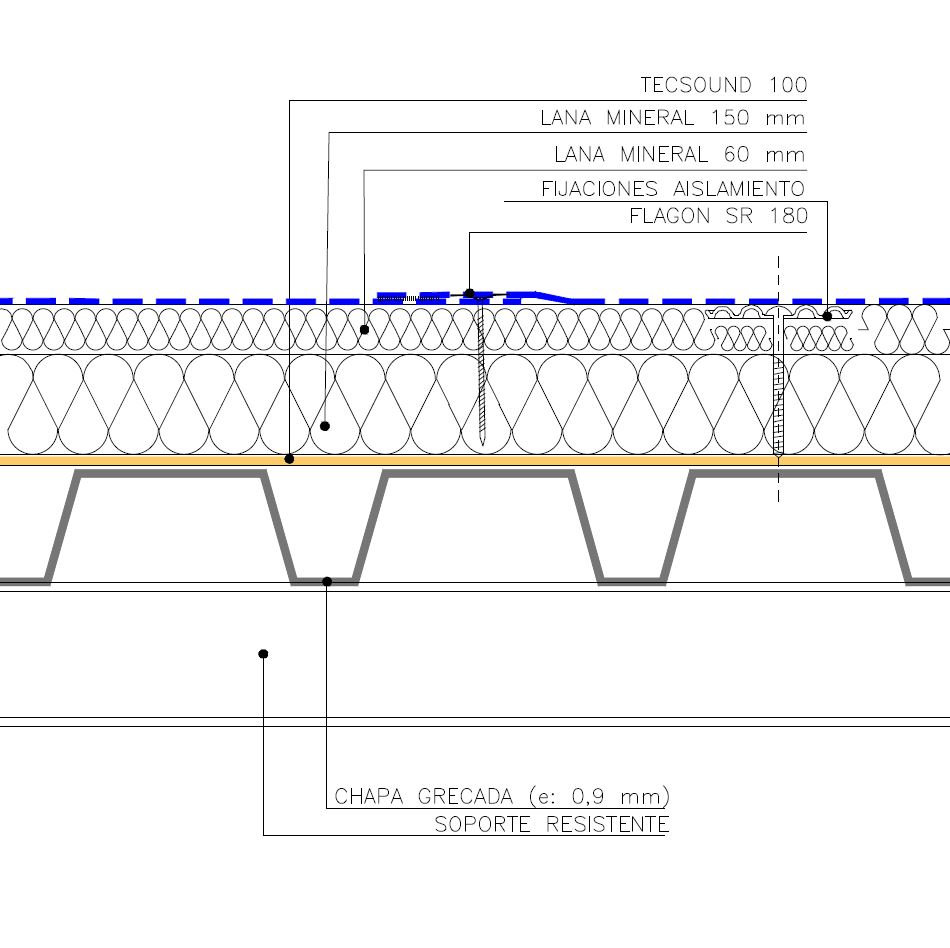 TECSOUND 100
LANA MINERAL 150 mm
LANA MINERAL 60 mm
FIJACIONES AISLAMIENTO
FLAGON SR 180
CHAPA GRECADA (e: 0,9 mm)
SOPORTE RESISTENTE